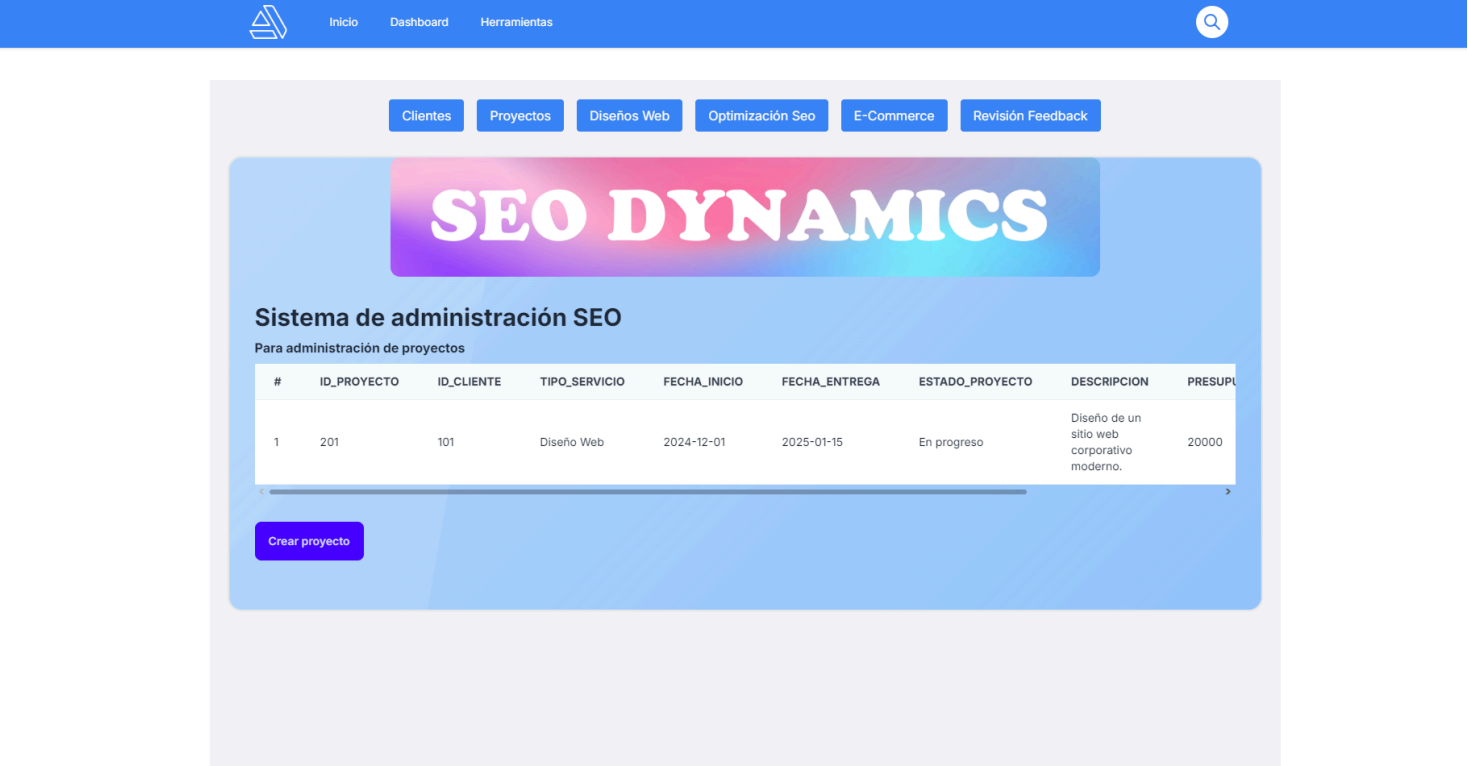 Inicio Dashboard Herramientas
Clientes Proyectos Diseños Web Optimización Seo E-Commerce Revisión Feedback
SEO DYNAMICS
Sistema de administración SEO
Para administración de proyectos
# ID_PROYECTO ID_CLIENTE TIPO_SERVICIO FECHA_INICIO FECHA_ENTREGA ESTADO_PROYECTO DESCRIPCION
1 201 101 Diseño Web 2024-12-01 2025-01-15 En progreso Diseño de un
sitio web
corporativo
moderno.
20000
Crear proyecto